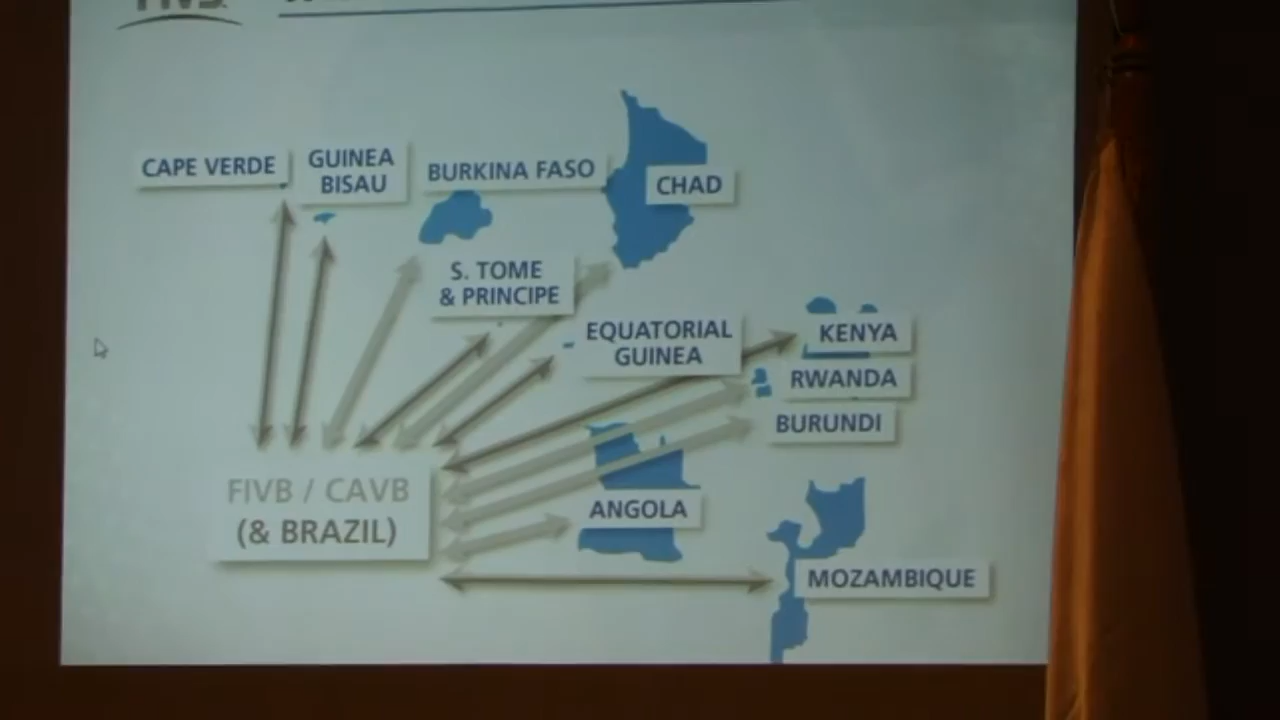 CAPE VERDE
GUINEA
BISAU
BURKINA FASO
CHAD
S. TOME
& PRINCIPE
EQUATORIAL
GUINEA
KENYA
RWANDA
BURUNDI
FIVB / CAVB
(& BRAZIL)
ANGOLA
MOZAMBIQUE